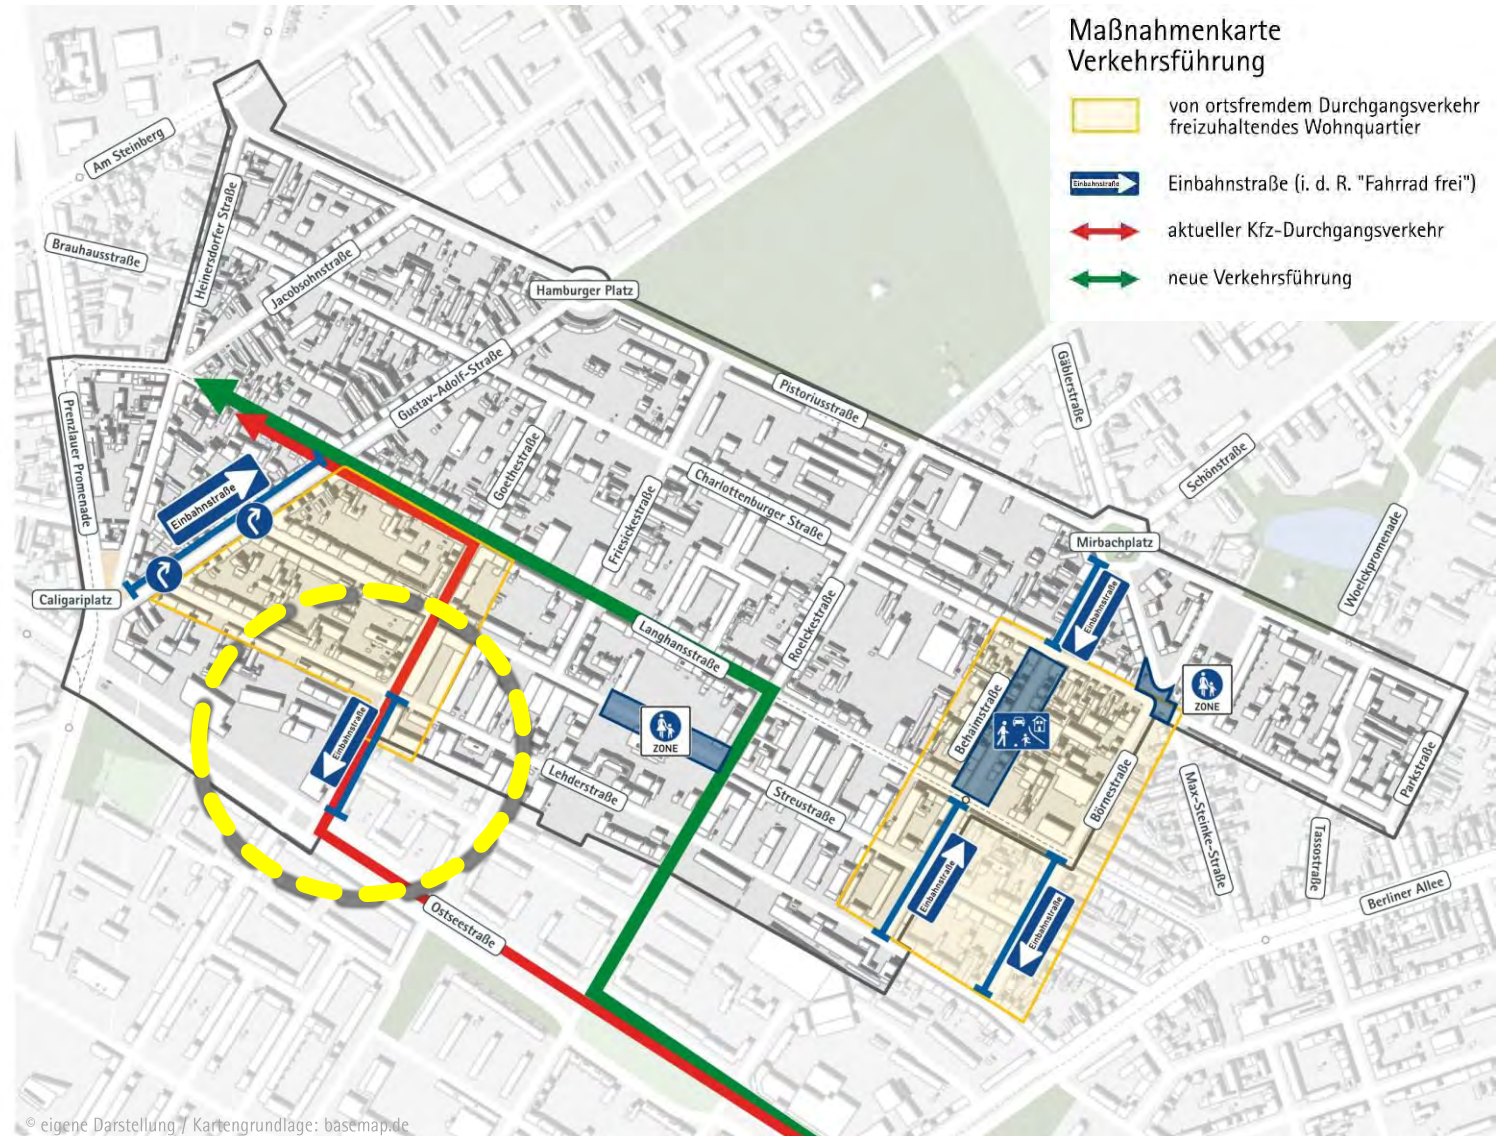 Maßnahmenkarte
Verkehrsführung
von ortsfremdem Durchgangsverkehr
freizuhaltendes Wohnquartier
Einbahnstraße
Einbahnstraße (i. d. R. "Fahrrad frei")
aktueller Kfz-Durchgangsverkehr
neue Verkehrsführung
Am Steinberg
Heinersdorfer Straße
Brauhausstraße
Jacobsohnstraße
Hamburger Platz
Gustav-Adolf-Straße
Pistoriusstraße
Gäblerstraße
Prenzlauer Promenade
Goethestraße
Friesickestraße
Charlottenburger Straße
Schönstraße
Einbahnstraße
Mirbachplatz
Woelckpromenade
Caligariplatz
Einbahnstraße
Langhansstraße
Roelckestraße
ZONE
Behaimstraße
Einbahnstraße
ZONE
Lehderstraße
Streustraße
Börnestraße
Max-Steinke-Straße
Parkstraße
Tassostraße
Berliner Allee
Einbahnstraße
Einbahnstraße
Ostseestraße
© eigene Darstellung / Kartengrundlage: basemap.de